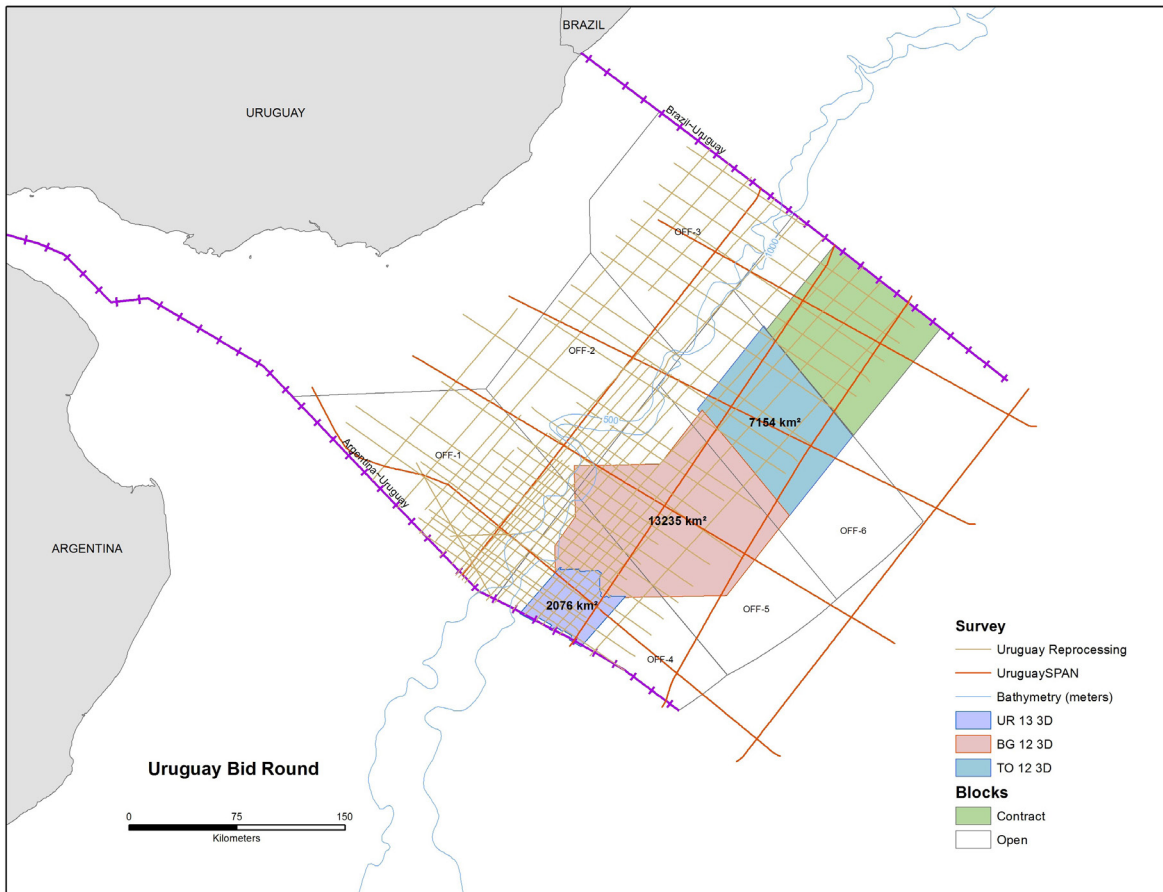 BRAZIL
URUGUAY
Brazil-Uruguay
OFF-3
1000
OFF-2
500
7154 km²
OFF-1
Argentina-Uruguay
13235 km²
OFF-6
ARGENTINA
2076 km²
OFF-5
OFF-4
Survey
Uruguay Reprocessing
UruguaySPAN
Bathymetry (meters)
UR 13 3D
BG 12 3D
TO 12 3D
Blocks
Contract
Open
Uruguay Bid Round
0 75 150
Kilometers